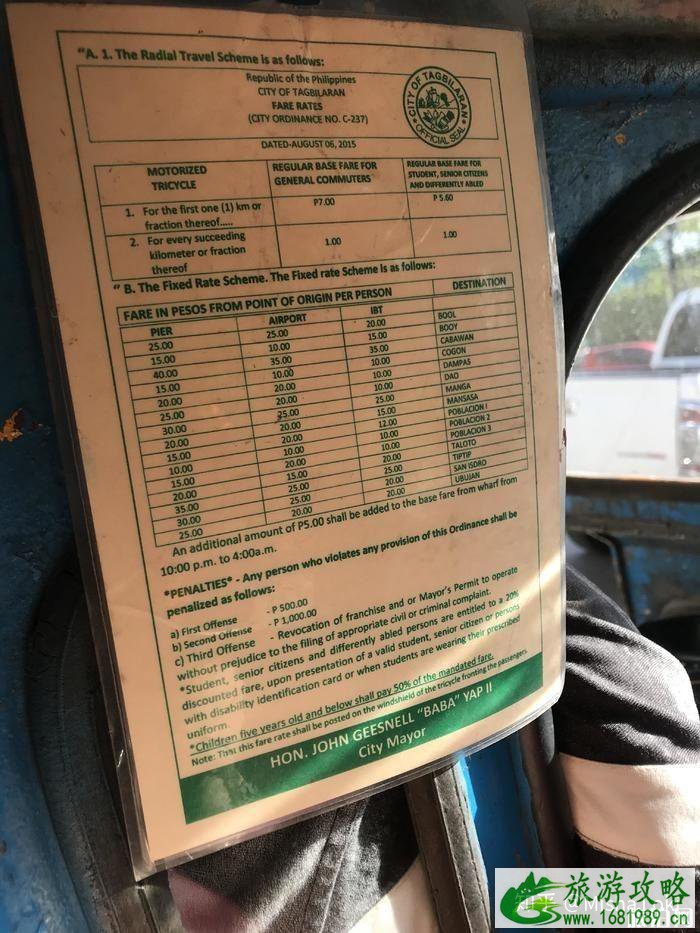 "A. 1. The Radial Travel Scheme is as follows:
Republic of the Philippines
CITY OF TAGBILARAN
FARE RATES
(CITY ORDINANCE NO. C-237)
CITY OF TAGBILARAN
OFFICIAL SEAL
DATED-AUGUST 06, 2015
MOTORIZED TRICYCLE REGULAR BASE FARE FOR GENERAL COMMUTERS REGULAR BASE FARE FOR STUDENT, SENIOR CITIZENS AND DIFFERENTLY ABLED
1. For the first one (1) km or fraction thereof..... P7.00 P 5.60
2. For every succeeding kilometer or fraction thereof 1.00 1.00
" B. The Fixed Rate Scheme. The Fixed rate Scheme is as follows:
FARE IN PESOS FROM POINT OF ORIGIN PER PERSON DESTINATION
PIER AIRPORT IBT
25.00 25.00 20.00 BOOL
15.00 10.00 15.00 BOOY
40.00 35.00 35.00 CABAWAN
15.00 10.00 10.00 COGON
20.00 20.00 10.00 DAMPAS
25.00 20.00 10.00 DAO
30.00 25.00 25.00 MANGA
20.00 20.00 15.00 MANSASA
15.00 20.00 12.00 POBLACION 1
10.00 10.00 10.00 POBLACION 2
15.00 10.00 10.00 POBLACION 3
20.00 20.00 20.00 TALOTO
35.00 25.00 25.00 TIPTIP
30.00 25.00 20.00 SAN ISDRO
25.00 20.00 20.00 UBUJAN
An additional amount of P5.00 shall be added to the base fare from wharf from
10:00 p.m. to 4:00a.m.
*PENALTIES* - Any person who violates any provision of this Ordinance shall be
penalized as follows:
a) First Offense - P 500.00
b) Second Offense - P 1,000.00
c) Third Offense - Revocation of franchise and or Mayor's Permit to operate
without prejudice to the filing of appropriate civil or criminal complaint.
*Student, senior citizens and differently abled persons are entitled to a 20%
discounted fare, upon presentation of a valid student, senior citizen or persons
with disability identification card or when students are wearing their prescribed
uniform.
*Children five years old and below shall pay 50% of the mandated fare.
Note: That this fare rate shall be posted on the windshield of the tricycle fronting the passengers.
HON. JOHN GEESNELL "BABA" YAP II
City Mayor
旅游攻略
www.1681989.cn